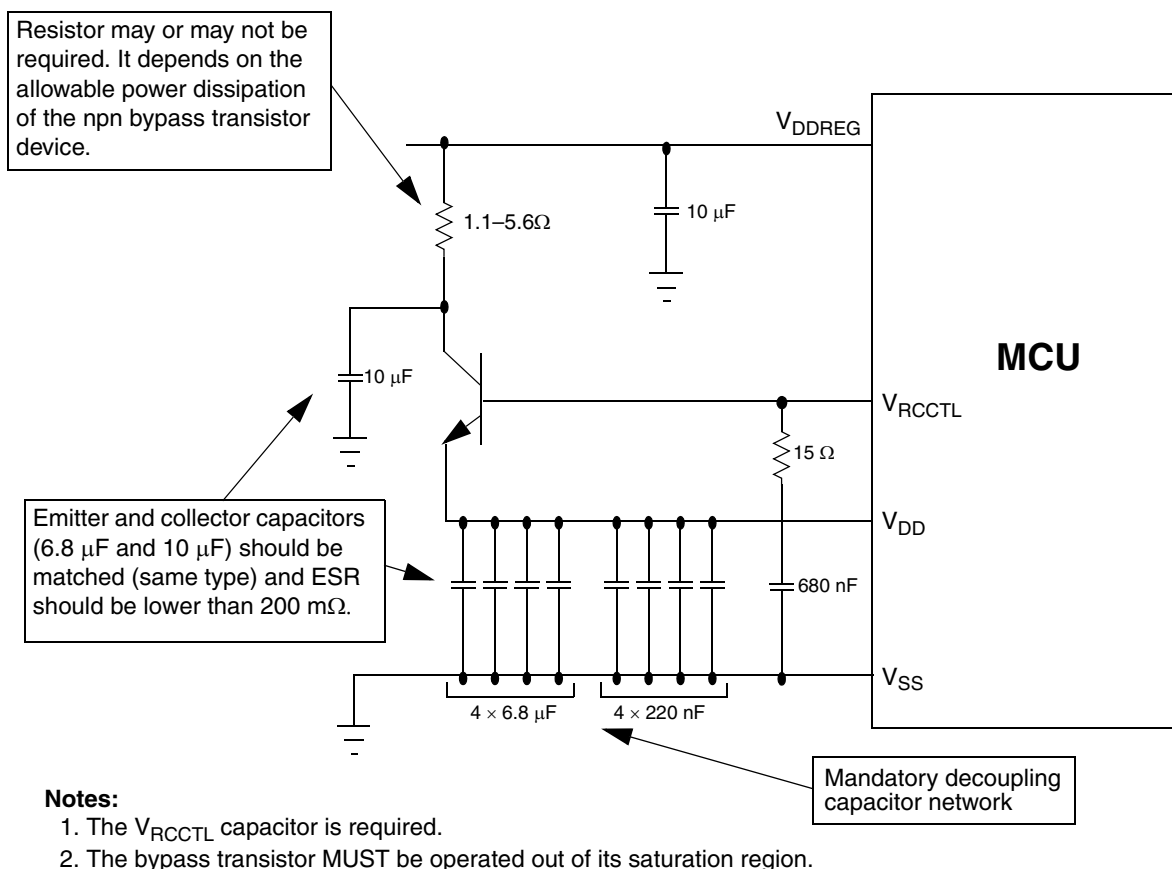 Resistor may or may not be
required. It depends on the
allowable power dissipation
of the npn bypass transistor
device.
VDDREG
1.1–5.6Ω
10 μF
10 μF
MCU
VRCCTL
15 Ω
Emitter and collector capacitors
(6.8 μF and 10 μF) should be
matched (same type) and ESR
should be lower than 200 mΩ.
VDD
680 nF
VSS
4 × 6.8 μF
4 × 220 nF
Mandatory decoupling
capacitor network
Notes:
1. The VRCCTL capacitor is required.
2. The bypass transistor MUST be operated out of its saturation region.